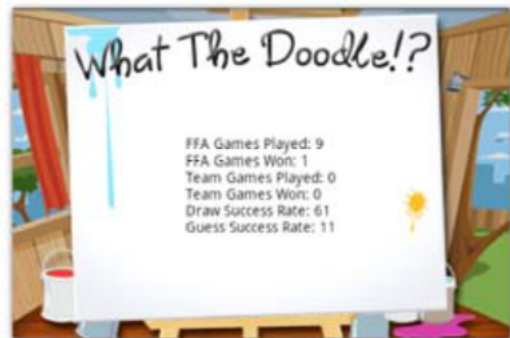 What The Doodle!?
FFA Games Played: 9
FFA Games Won: 1
Team Games Played: 0
Team Games Won: 0
Draw Success Rate: 61
Guess Success Rate: 11